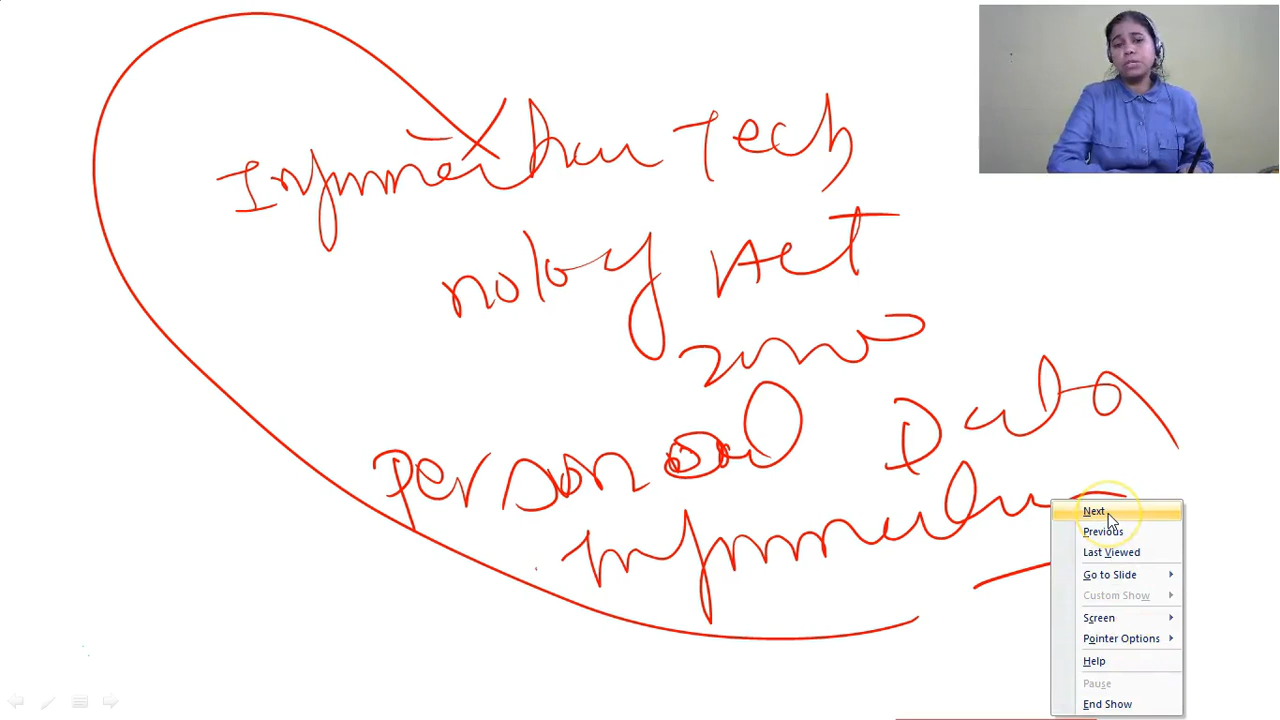 Information Tech
nology Act
2000
Personal Data
Information
Next
Previous
Last Viewed
Go to Slide
Custom Show
Screen
Pointer Options
Help
Pause
End Show